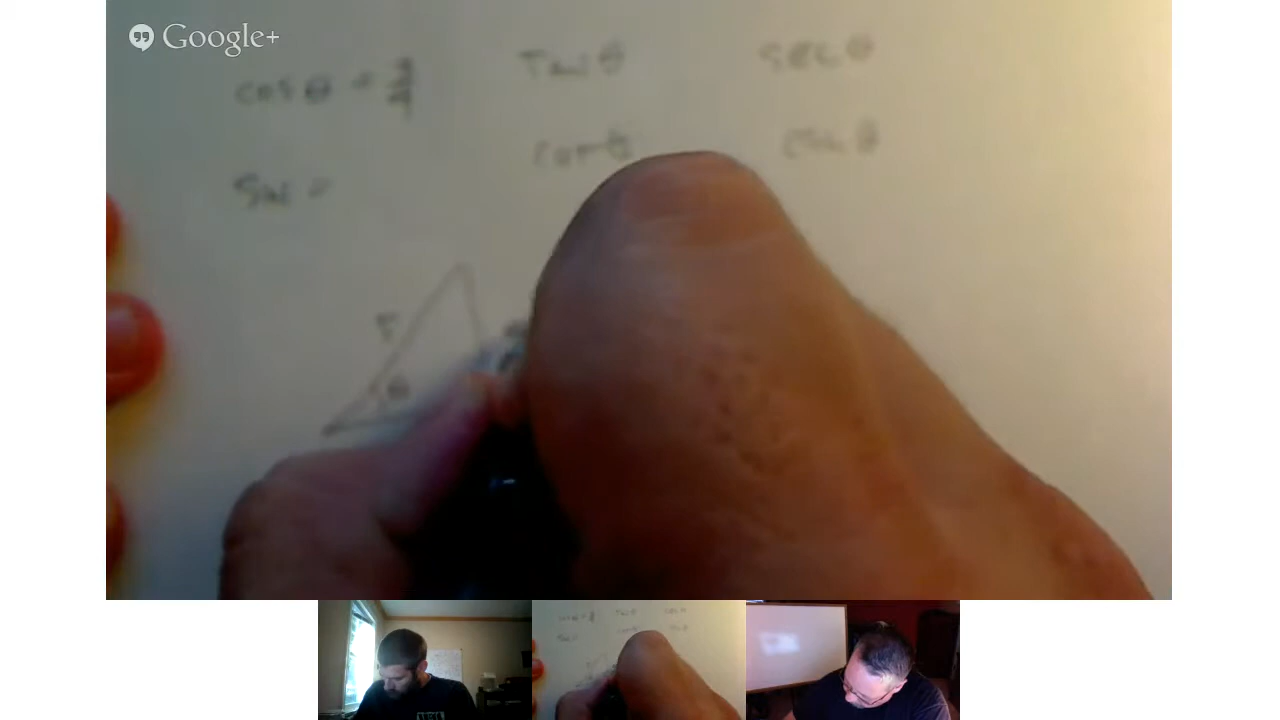 Google+
cos θ = 3/4
Tan θ
sec θ
cot θ
csc θ
Sin =
r
θ